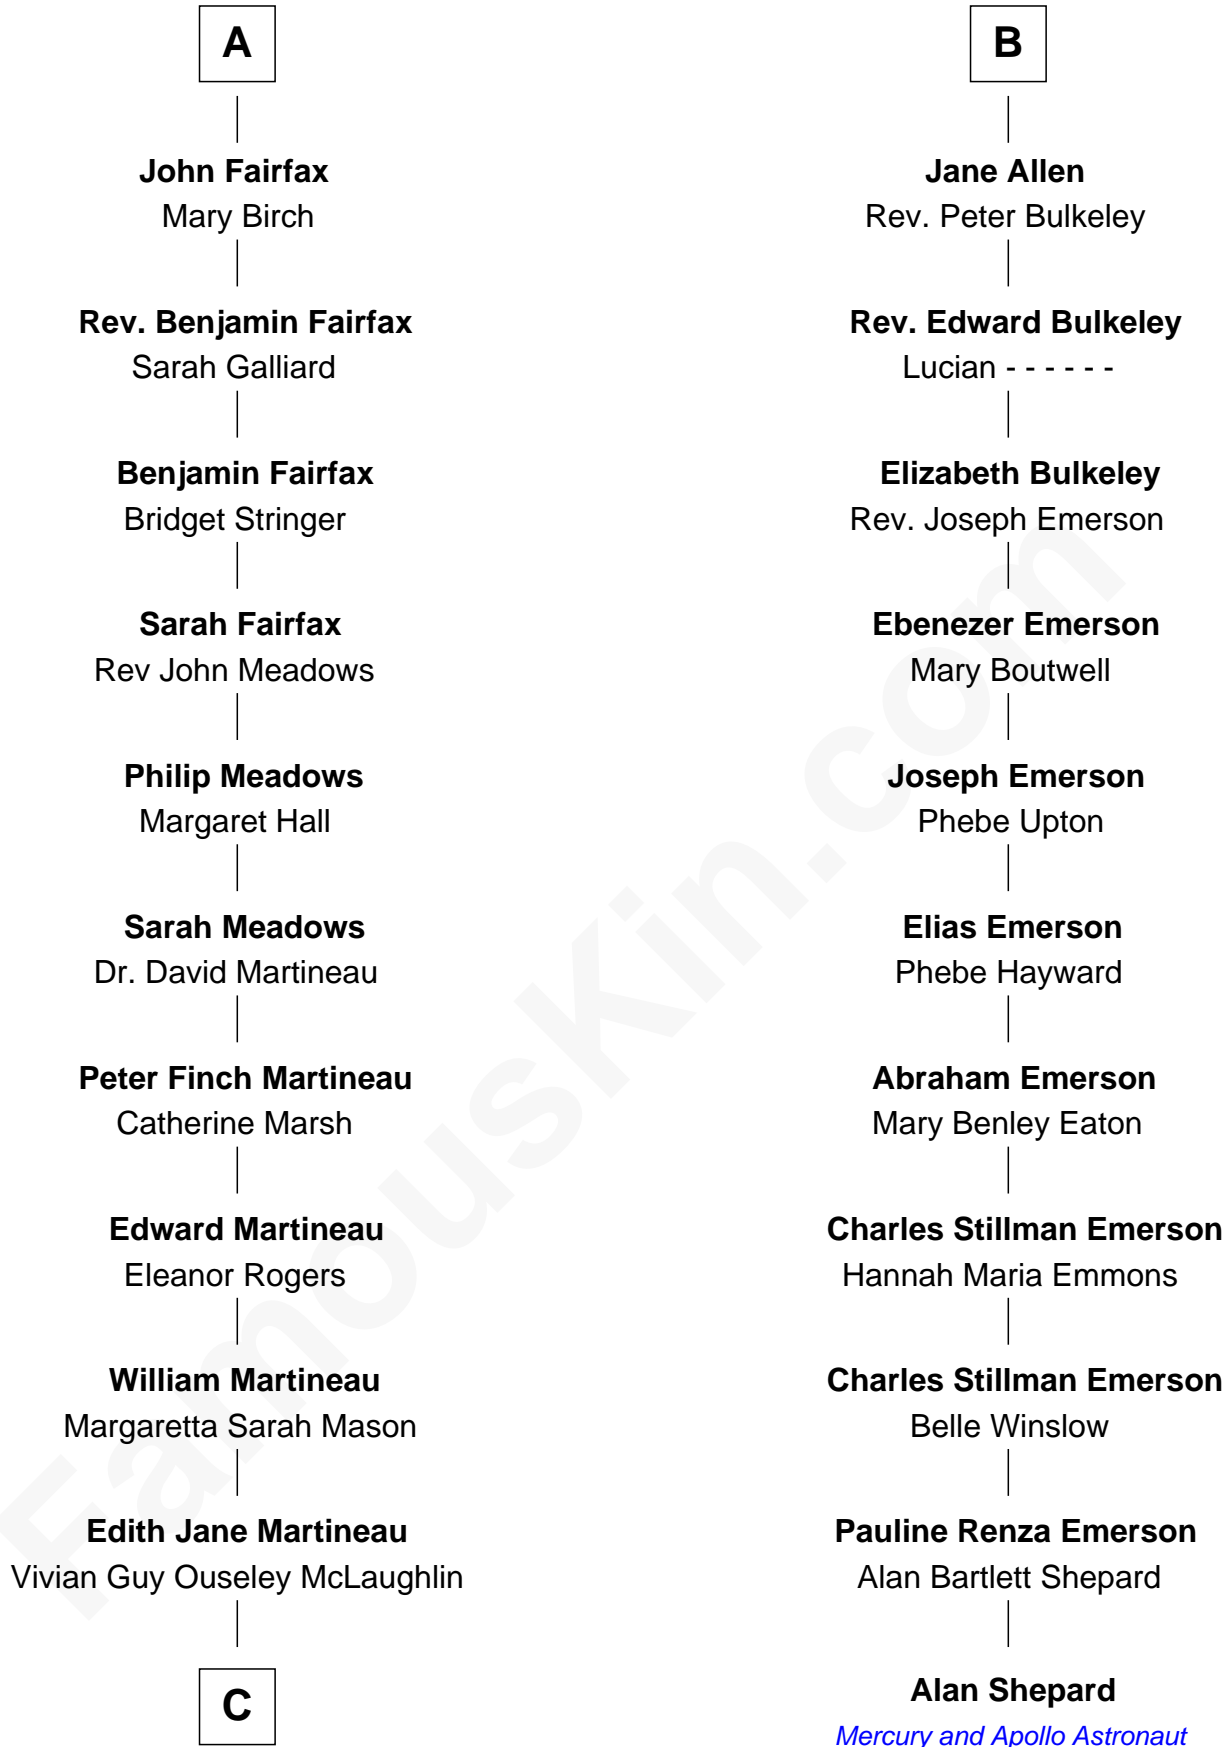 A
John Fairfax
Mary Birch
Rev. Benjamin Fairfax
Sarah Galliard
Benjamin Fairfax
Bridget Stringer
Sarah Fairfax
Rev John Meadows
Philip Meadows
Margaret Hall
Sarah Meadows
Dr. David Martineau
Peter Finch Martineau
Catherine Marsh
Edward Martineau
Eleanor Rogers
William Martineau
Margaretta Sarah Mason
Edith Jane Martineau
Vivian Guy Ouseley McLaughlin
C
B
Jane Allen
Rev. Peter Bulkeley
Rev. Edward Bulkeley
Lucian - - - - - -
Elizabeth Bulkeley
Rev. Joseph Emerson
Ebenezer Emerson
Mary Boutwell
Joseph Emerson
Phebe Upton
Elias Emerson
Phebe Hayward
Abraham Emerson
Mary Benley Eaton
Charles Stillman Emerson
Hannah Maria Emmons
Charles Stillman Emerson
Belle Winslow
Pauline Renza Emerson
Alan Bartlett Shepard
Alan Shepard
Mercury and Apollo Astronaut
FamousKin.com